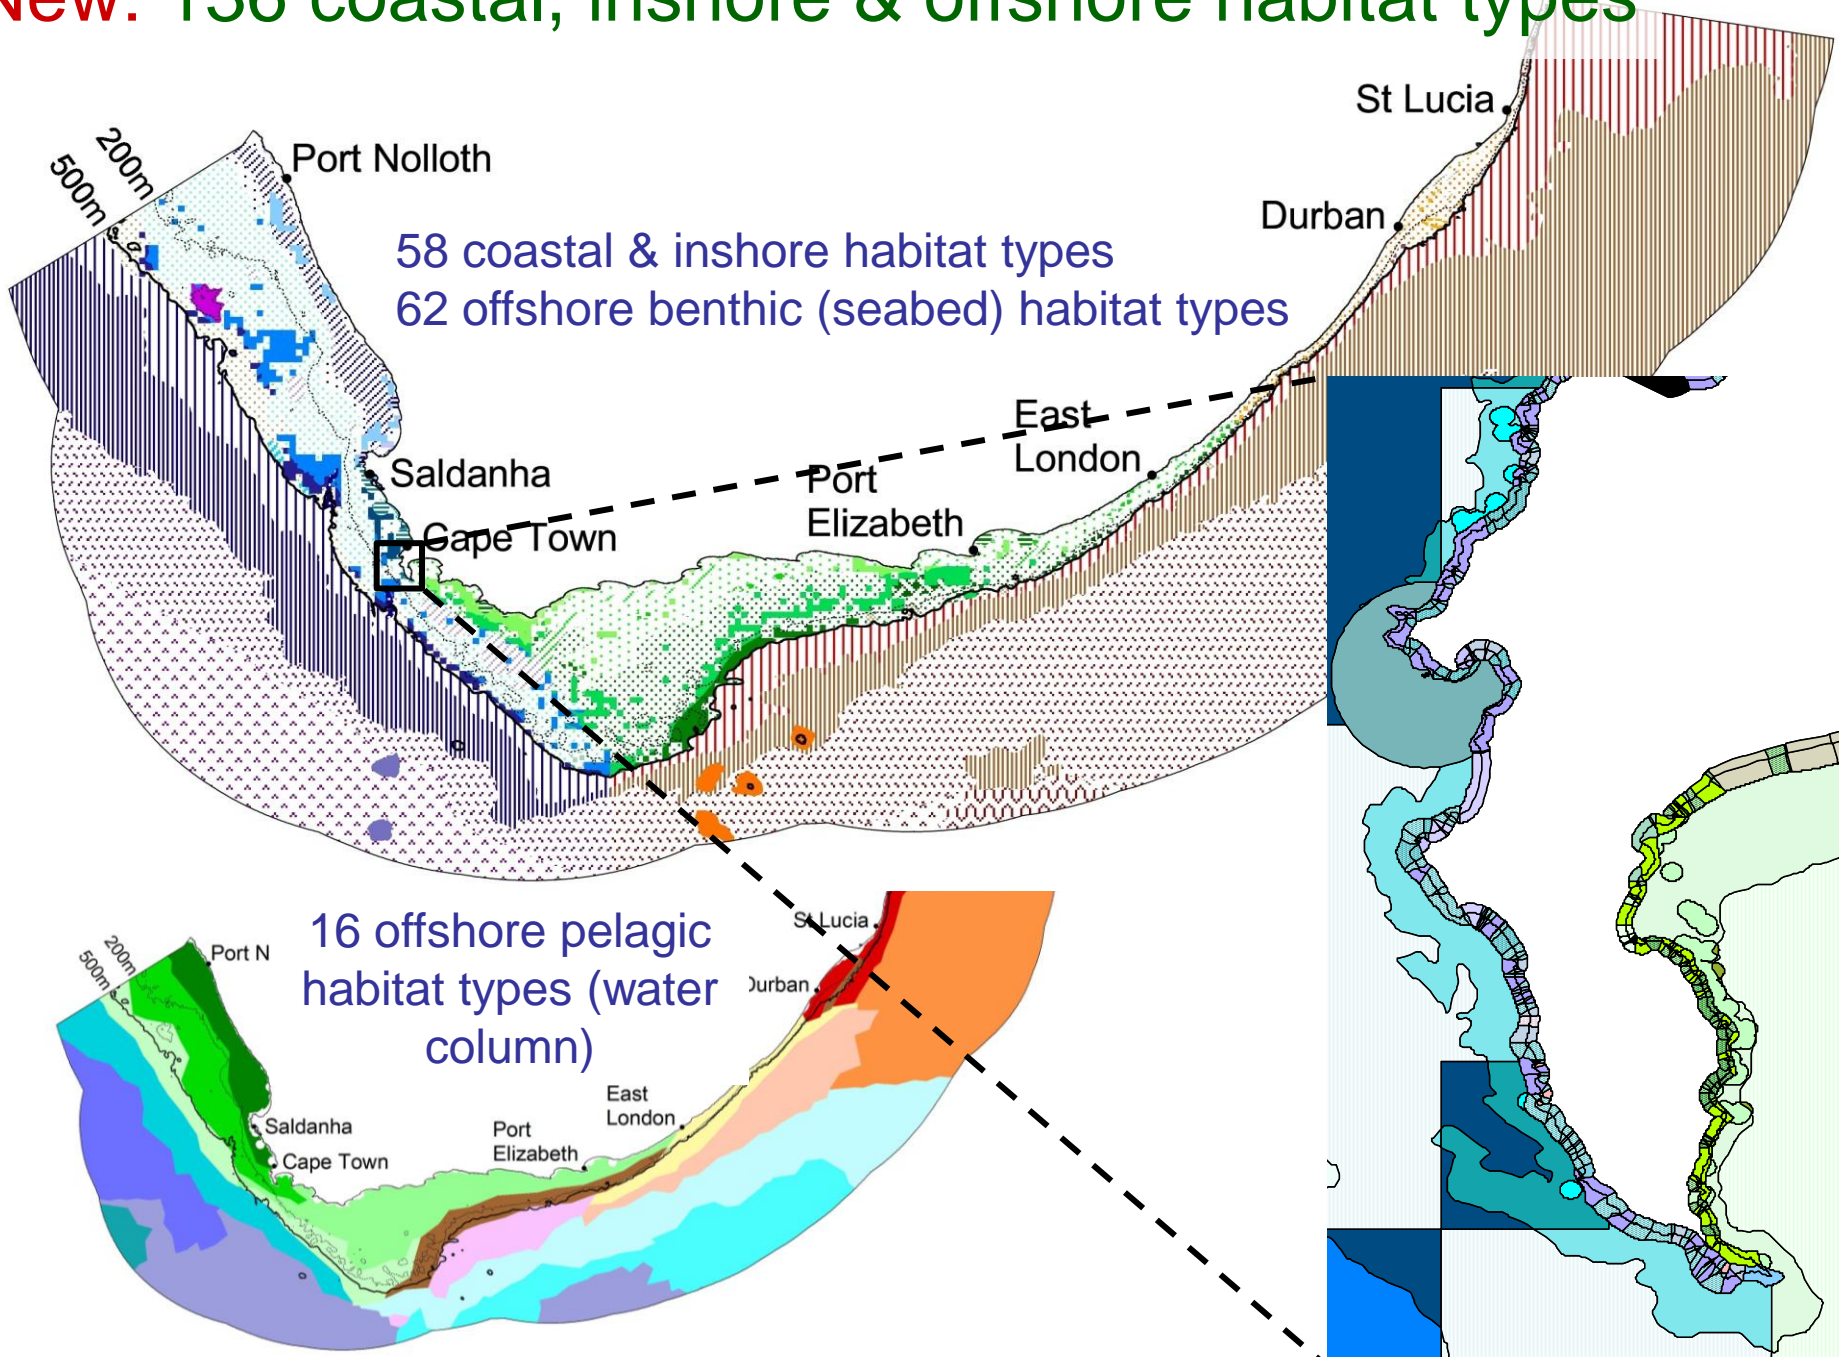 New: 136 coastal, inshore & offshore habitat types
St Lucia
200m
500m
Port Nolloth
Durban
58 coastal & inshore habitat types
62 offshore benthic (seabed) habitat types
East
London
Saldanha
Port
Elizabeth
Cape Town
16 offshore pelagic
habitat types (water
column)
St Lucia
200m
500m
Port N
Durban
East
London
Saldanha
Port
Elizabeth
Cape Town